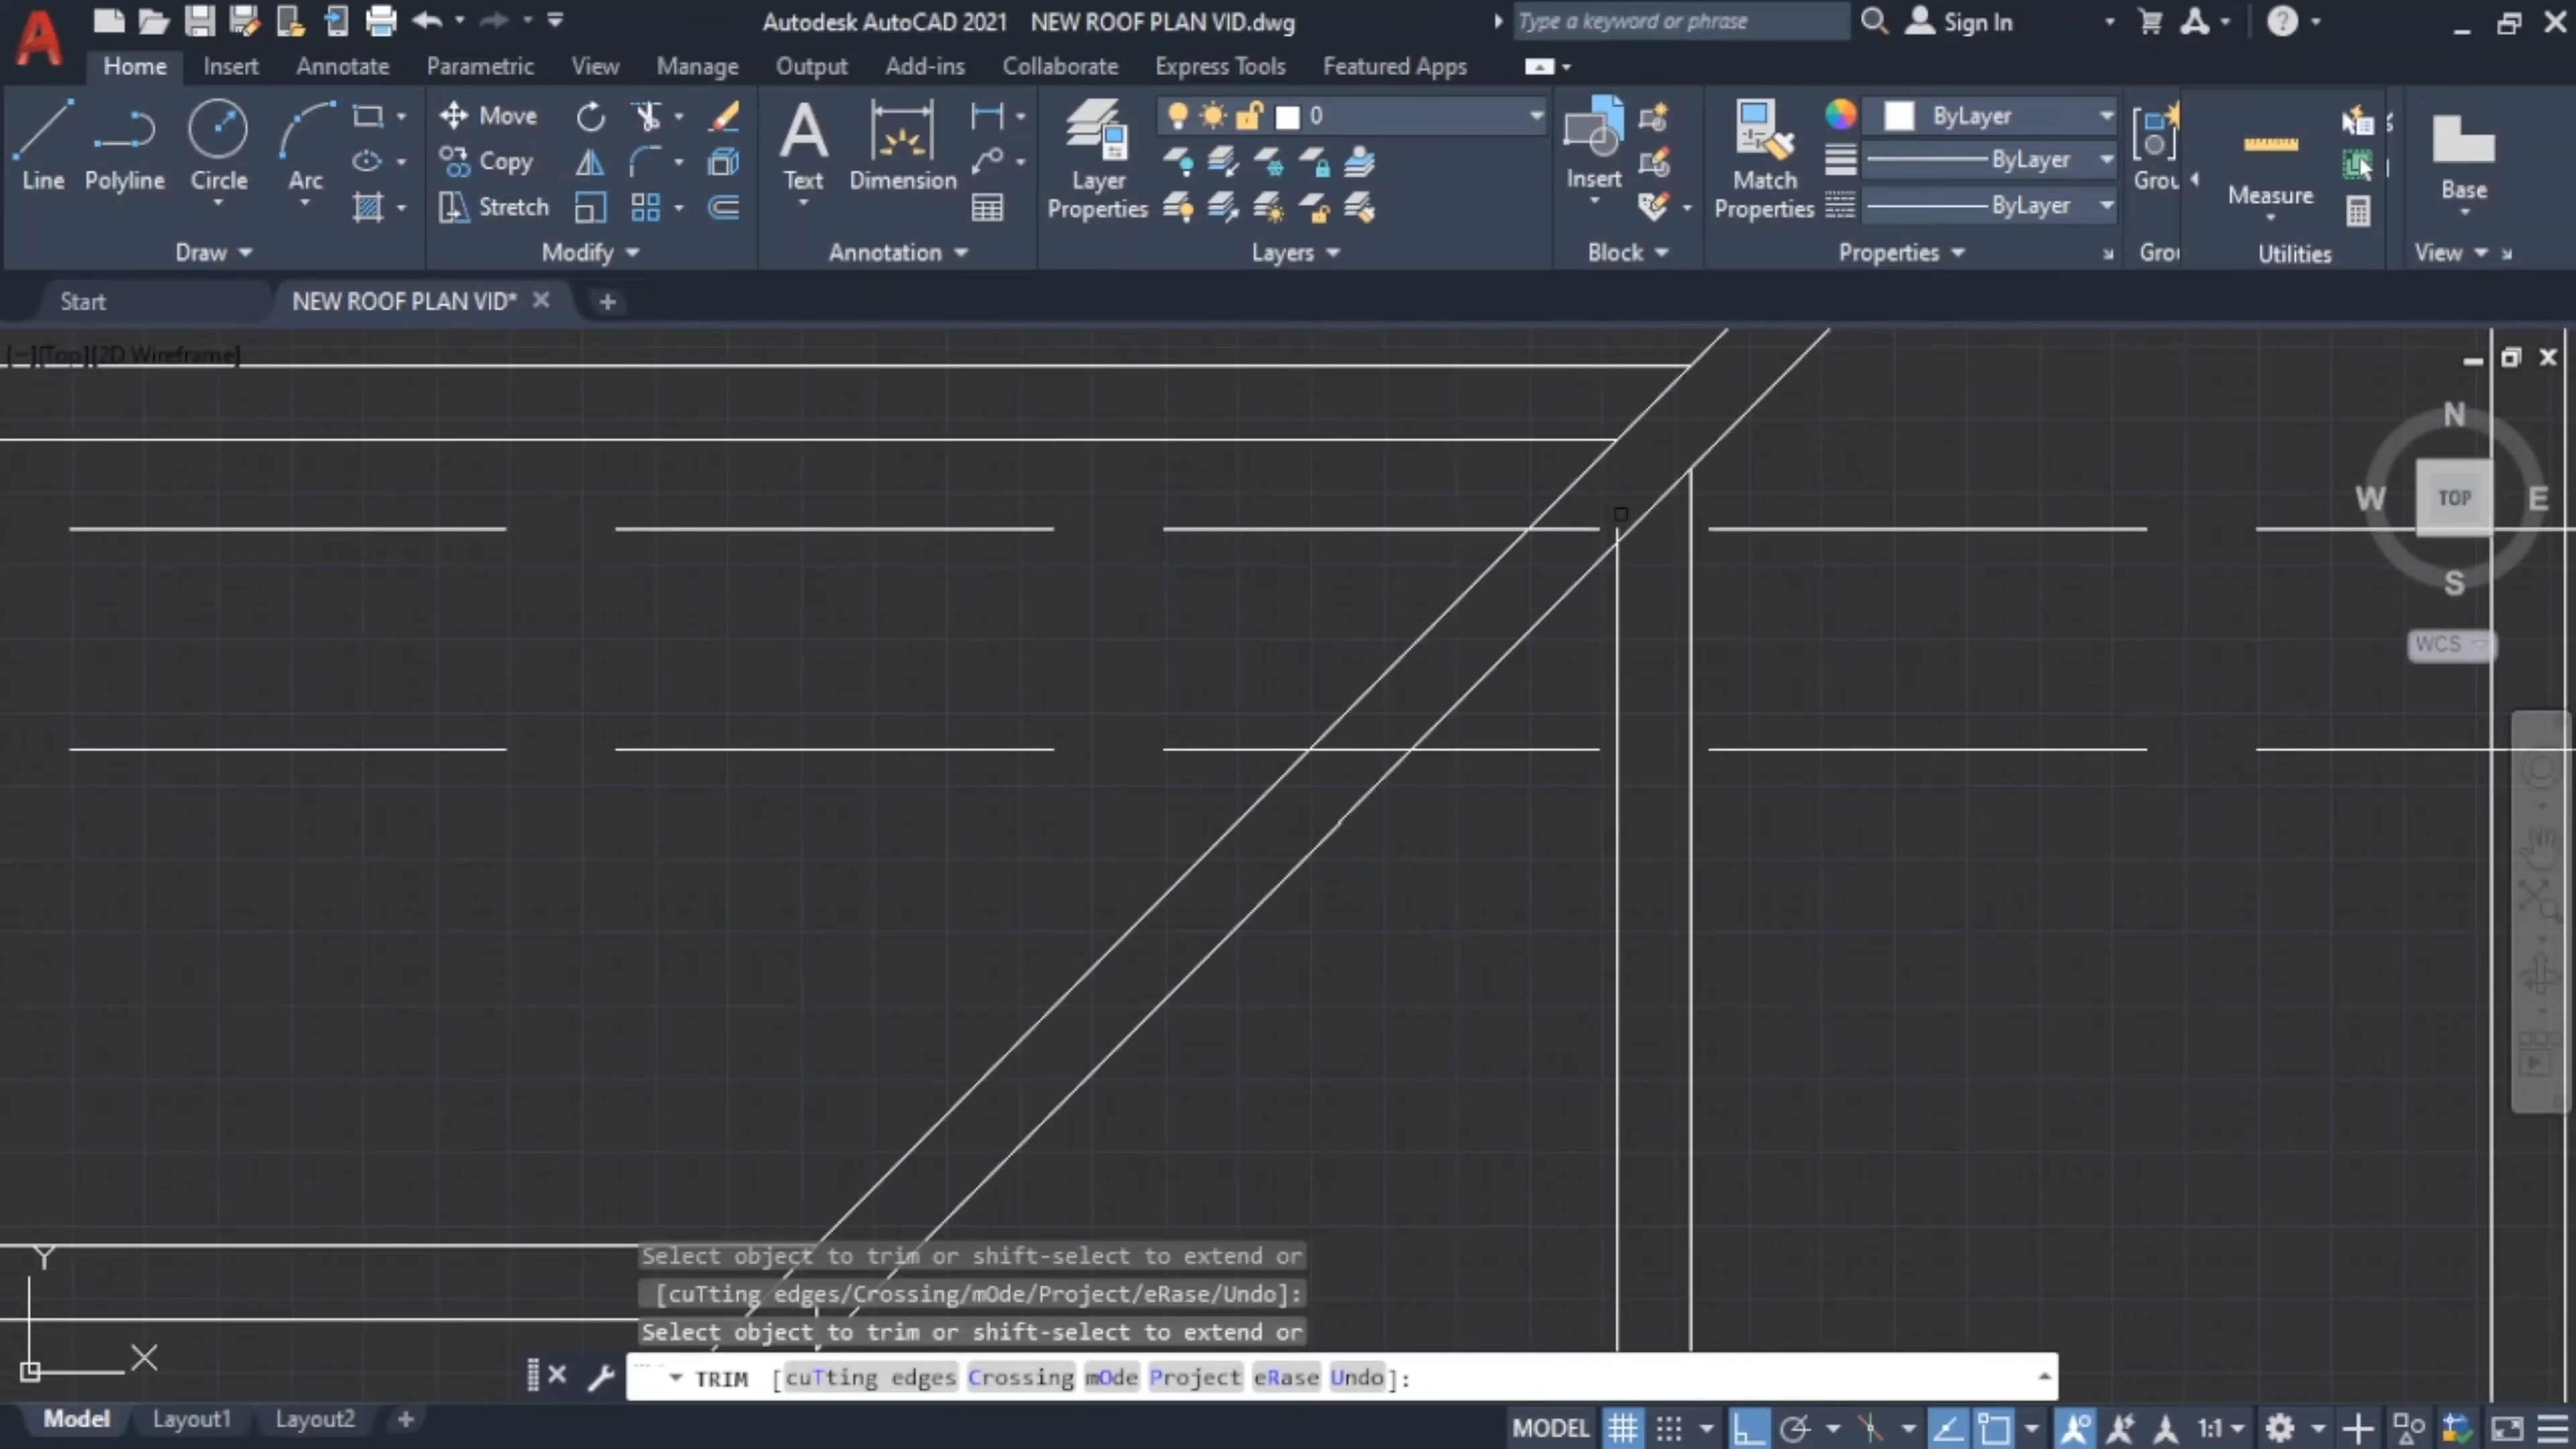 Autodesk AutoCAD 2021 NEW ROOF PLAN VID.dwg Type a keyword or phrase Sign In
Home Insert Annotate Parametric View Manage Output Add-ins Collaborate Express Tools Featured Apps
Line Polyline Circle Arc
Move
Copy
Stretch
Text Dimension
Layer Properties
0
Insert
Match Properties
ByLayer
ByLayer
ByLayer
Grou
Measure
Base
Draw Modify Annotation Layers Block Properties Grou Utilities View
Start NEW ROOF PLAN VID*
[−][Top][2D Wireframe]
N
W TOP E
S
WCS
Y
X
Select object to trim or shift-select to extend or
[cuTting edges/Crossing/mOde/Project/eRase/Undo]:
Select object to trim or shift-select to extend or
TRIM [cuTting edges Crossing mOde Project eRase Undo]:
Model Layout1 Layout2 MODEL 1:1